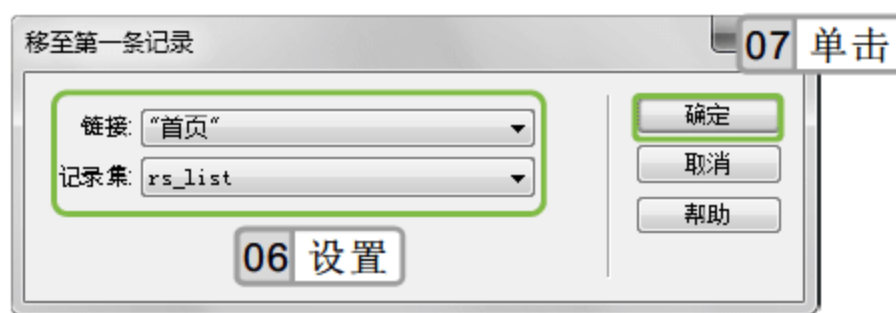 移至第一条记录
07 单击
链接: "首页"
确定
记录集: rs_list
取消
帮助
06 设置